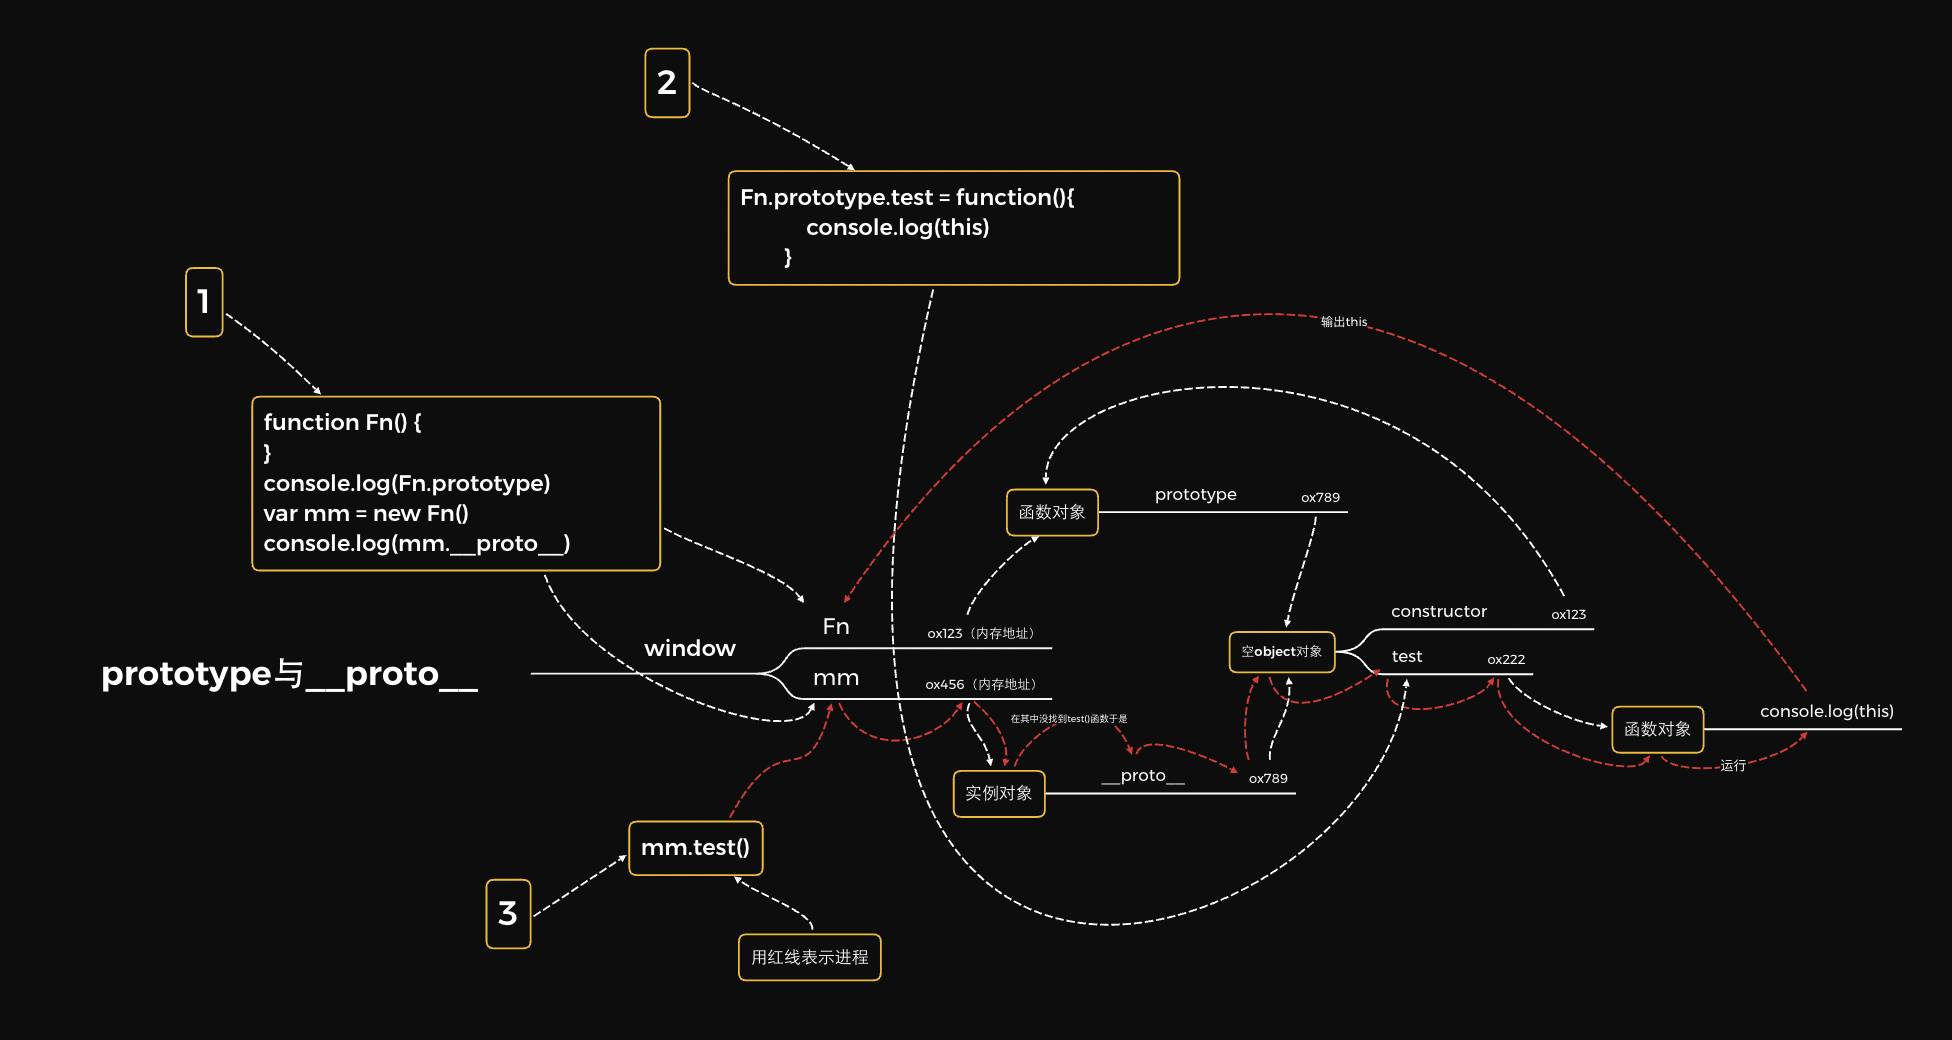 2
Fn.prototype.test = function(){
console.log(this)
}
1
输出this
function Fn() {
}
console.log(Fn.prototype)
var mm = new Fn()
console.log(mm.__proto__)
函数对象
prototype
ox789
Fn
ox123（内存地址）
window
prototype与__proto__
mm
ox456（内存地址）
空object对象
constructor
ox123
test
ox222
在其中没找到test()函数于是
函数对象
console.log(this)
运行
实例对象
__proto__
ox789
mm.test()
3
用红线表示进程